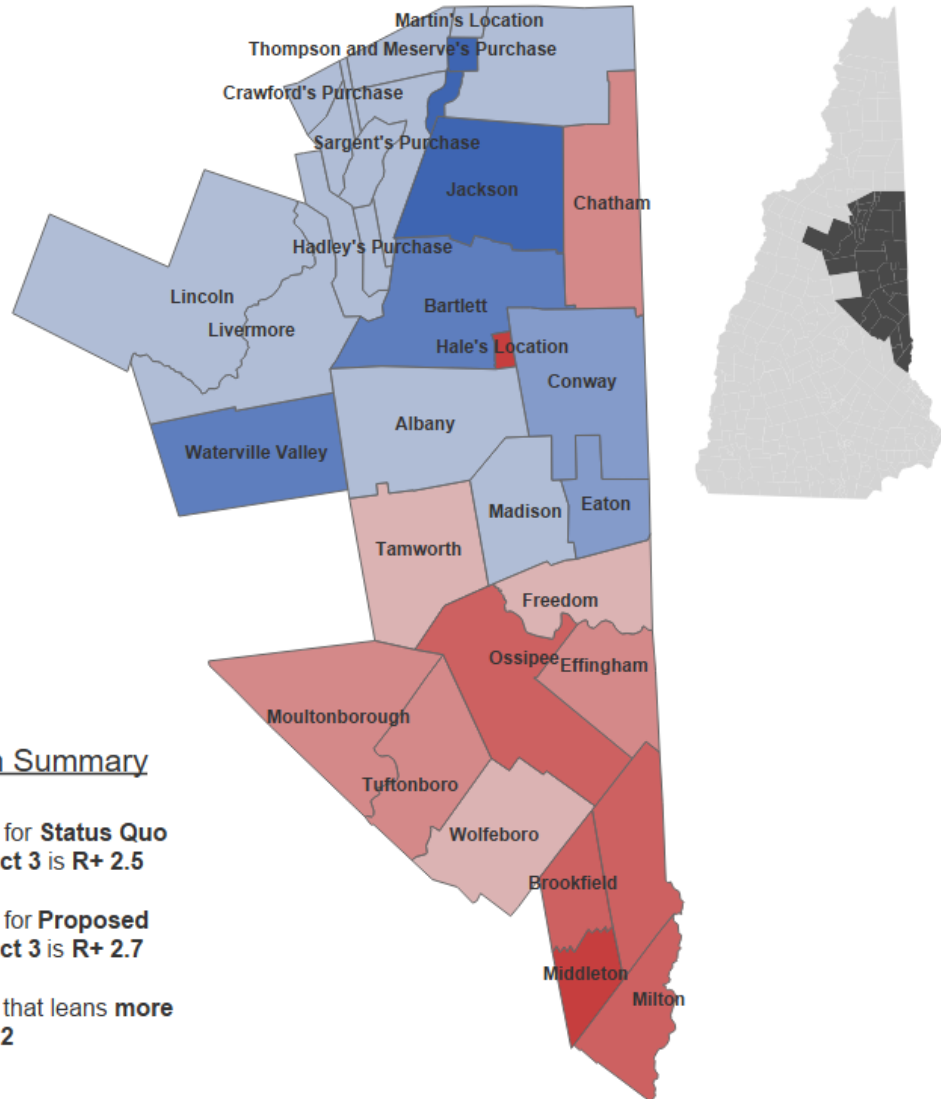 Martin's Location
Thompson and Meserve's Purchase
Crawford's Purchase
Sargent's Purchase
Jackson
Chatham
Hadley's Purchase
Lincoln
Bartlett
Livermore
Hale's Location
Conway
Albany
Waterville Valley
Madison
Eaton
Tamworth
Freedom
Ossipee
Effingham
Moultonborough
Summary
Tuftonboro
for Status Quo
Wolfeboro
ct 3 is R+ 2.5
Brookfield
for Proposed
ct 3 is R+ 2.7
Middleton
Milton
that leans more
2